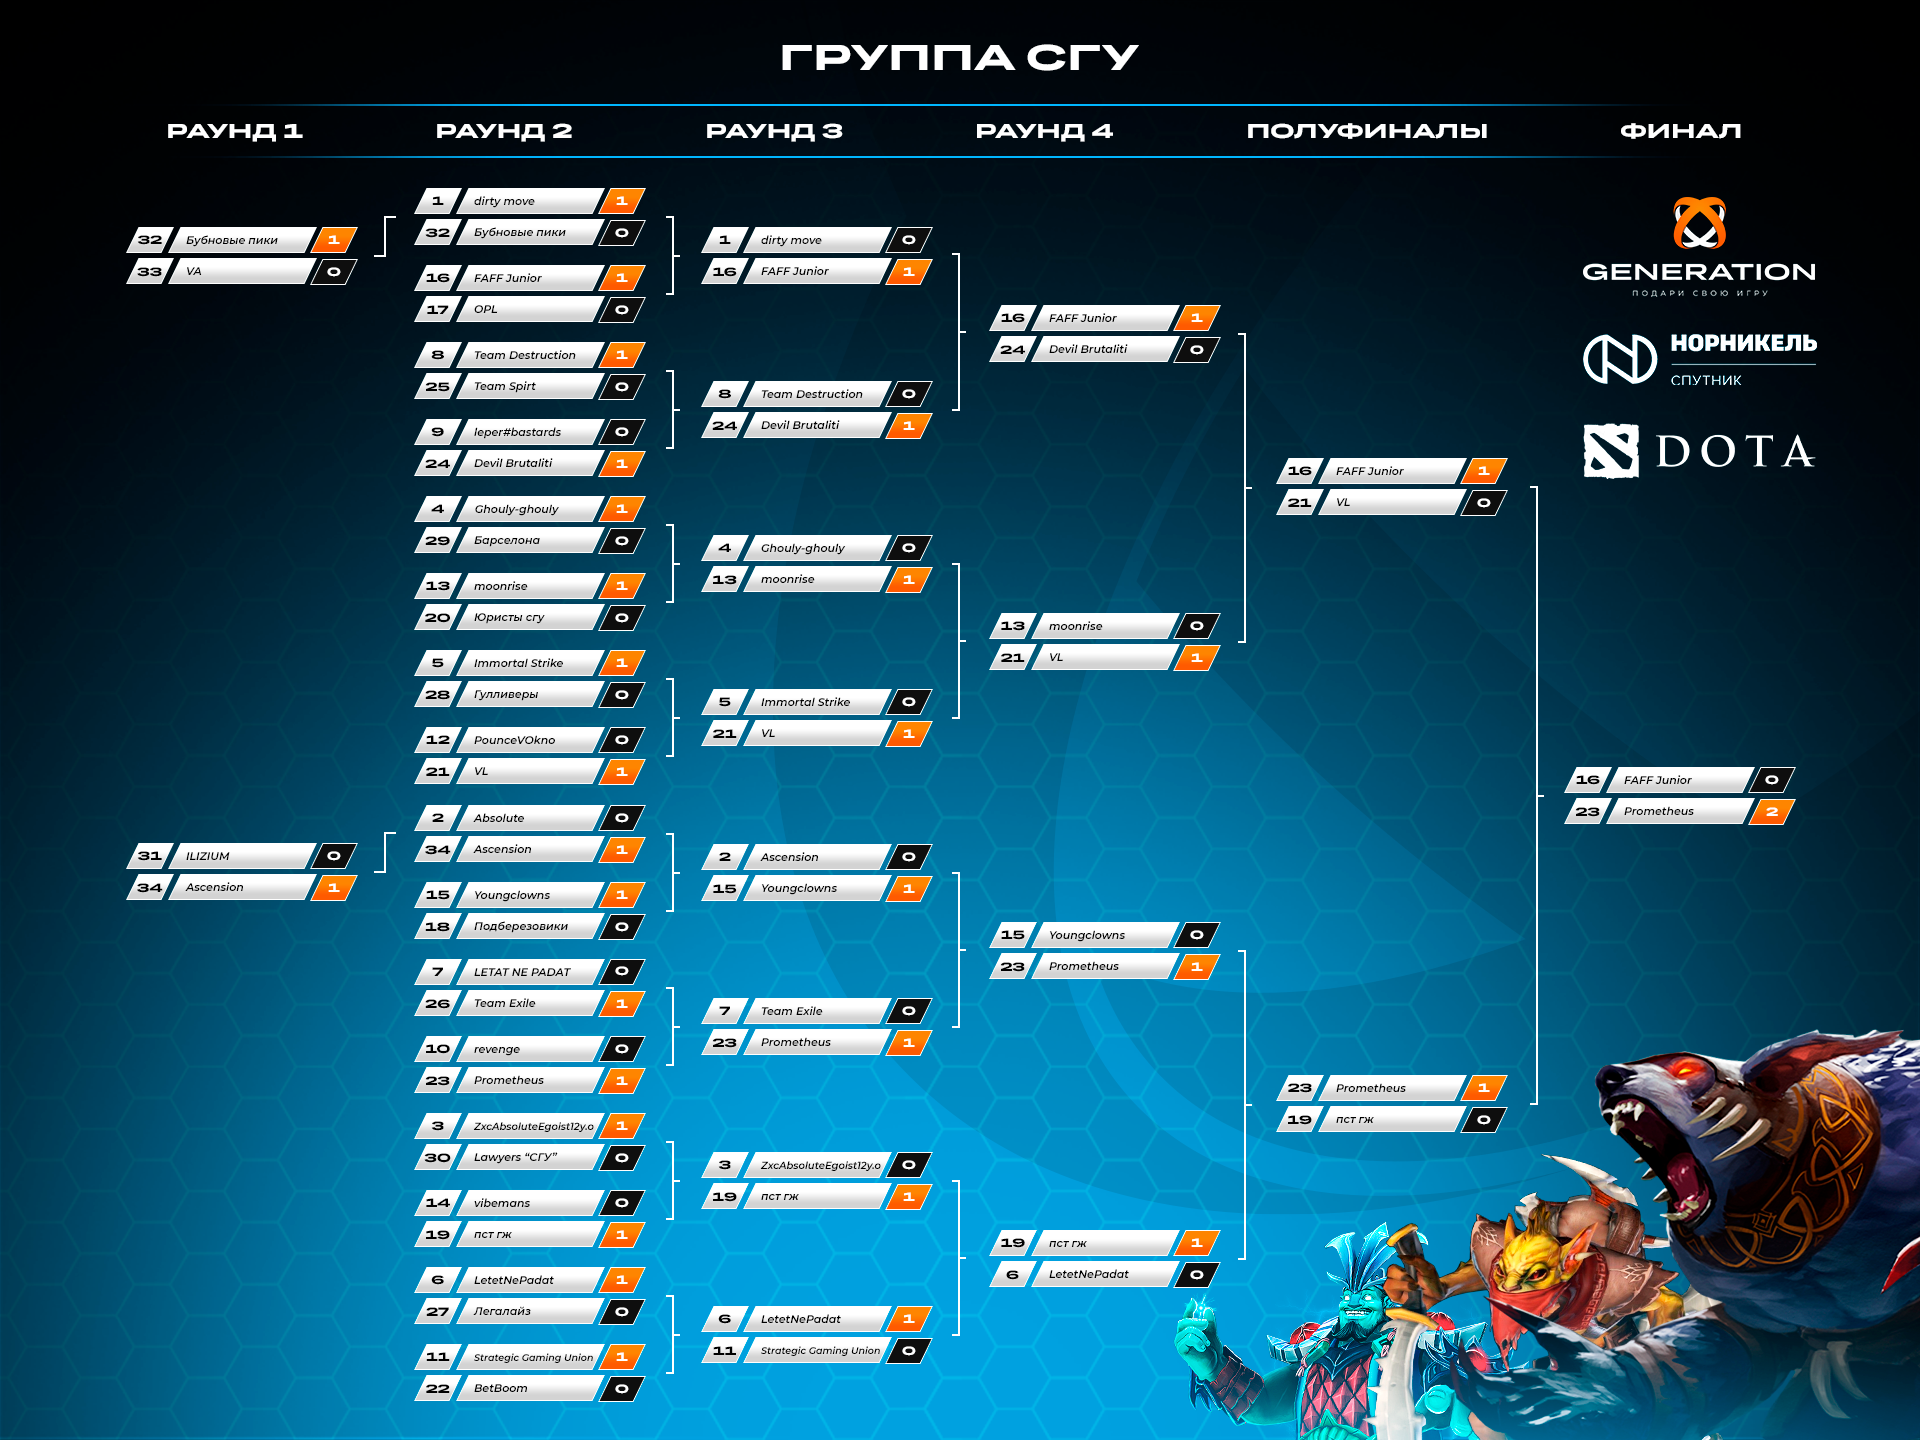 ГРУППА СГУ
РАУНД 1
РАУНД 2
РАУНД 3
РАУНД 4
ПОЛУФИНАЛЫ
ФИНАЛ
32 Бубновые пики 1
33 VA 0
31 ILIZIUM 0
34 Ascension 1
1 dirty move 1
32 Бубновые пики 0
16 FAFF Junior 1
17 OPL 0
8 Team Destruction 1
25 Team Spirt 0
9 leper#bastards 0
24 Devil Brutaliti 1
4 Ghouly-ghouly 1
29 Барселона 0
13 moonrise 1
20 Юристы сгу 0
5 Immortal Strike 1
28 Гулливеры 0
12 PounceVOkno 0
21 VL 1
2 Absolute 0
34 Ascension 1
15 Youngclowns 1
18 Подберезовики 0
7 LETAT NE PADAT 0
26 Team Exile 1
10 revenge 0
23 Prometheus 1
3 ZxcAbsoluteEgoist12y.o 1
30 Lawyers “СГУ” 0
14 vibemans 0
19 пст гж 1
6 LetetNePadat 1
27 Легалайз 0
11 Strategic Gaming Union 1
22 BetBoom 0
1 dirty move 0
16 FAFF Junior 1
8 Team Destruction 0
24 Devil Brutaliti 1
4 Ghouly-ghouly 0
13 moonrise 1
5 Immortal Strike 0
21 VL 1
2 Ascension 0
15 Youngclowns 1
7 Team Exile 0
23 Prometheus 1
3 ZxcAbsoluteEgoist12y.o 0
19 пст гж 1
6 LetetNePadat 1
11 Strategic Gaming Union 0
16 FAFF Junior 1
24 Devil Brutaliti 0
13 moonrise 0
21 VL 1
15 Youngclowns 0
23 Prometheus 1
19 пст гж 1
6 LetetNePadat 0
16 FAFF Junior 1
21 VL 0
23 Prometheus 1
19 пст гж 0
16 FAFF Junior 0
23 Prometheus 2
GENERATION
ПОДАРИ СВОЮ ИГРУ
НОРНИКЕЛЬ
СПУТНИК
DOTA